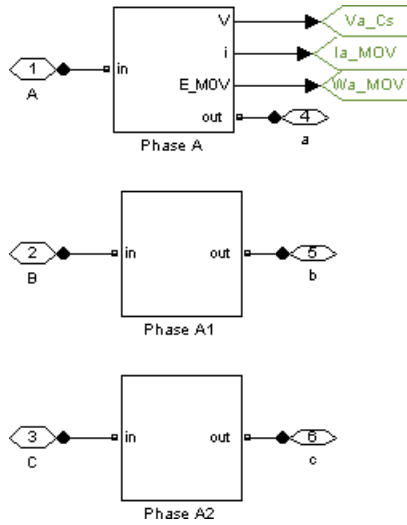 V
Va_Cs
1
in
i
Ia_MOV
A
E_MOV
Wa_MOV
out
4
Phase A
a
2
in
out
5
B
b
Phase A1
3
in
out
6
C
c
Phase A2